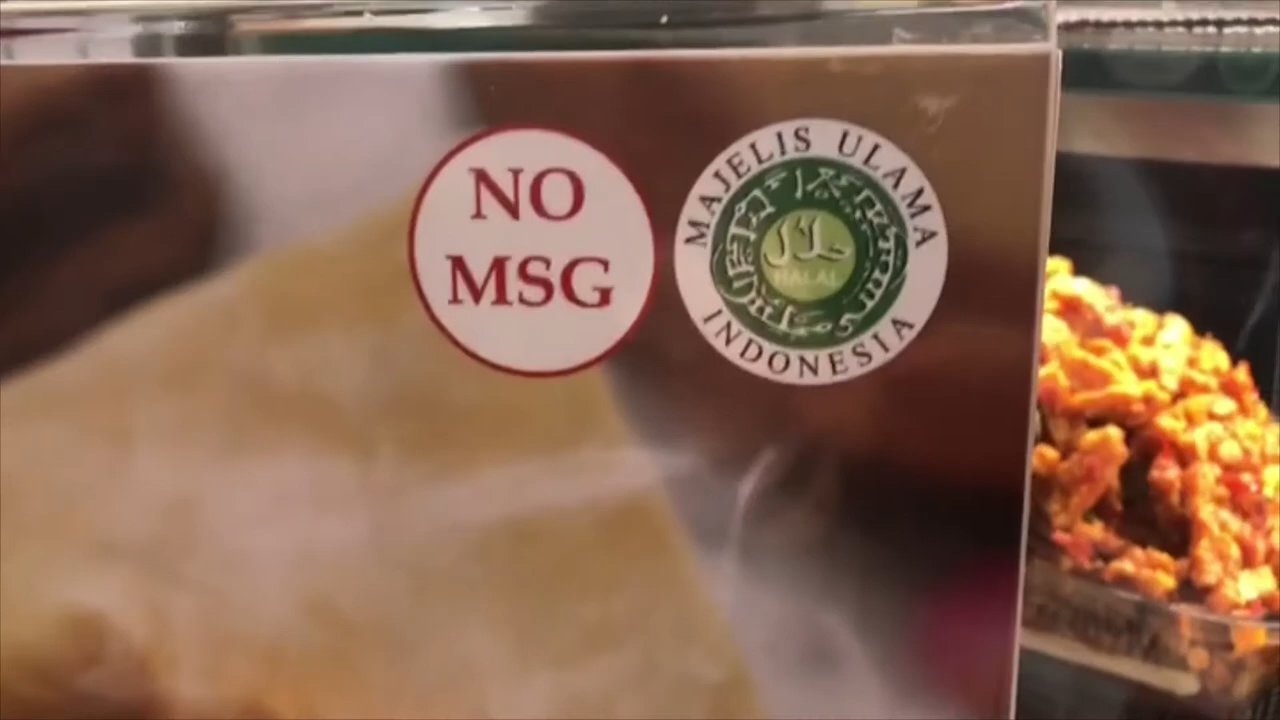 NO
MSG
MAJELIS ULAMA
حلال
HALAL
INDONESIA